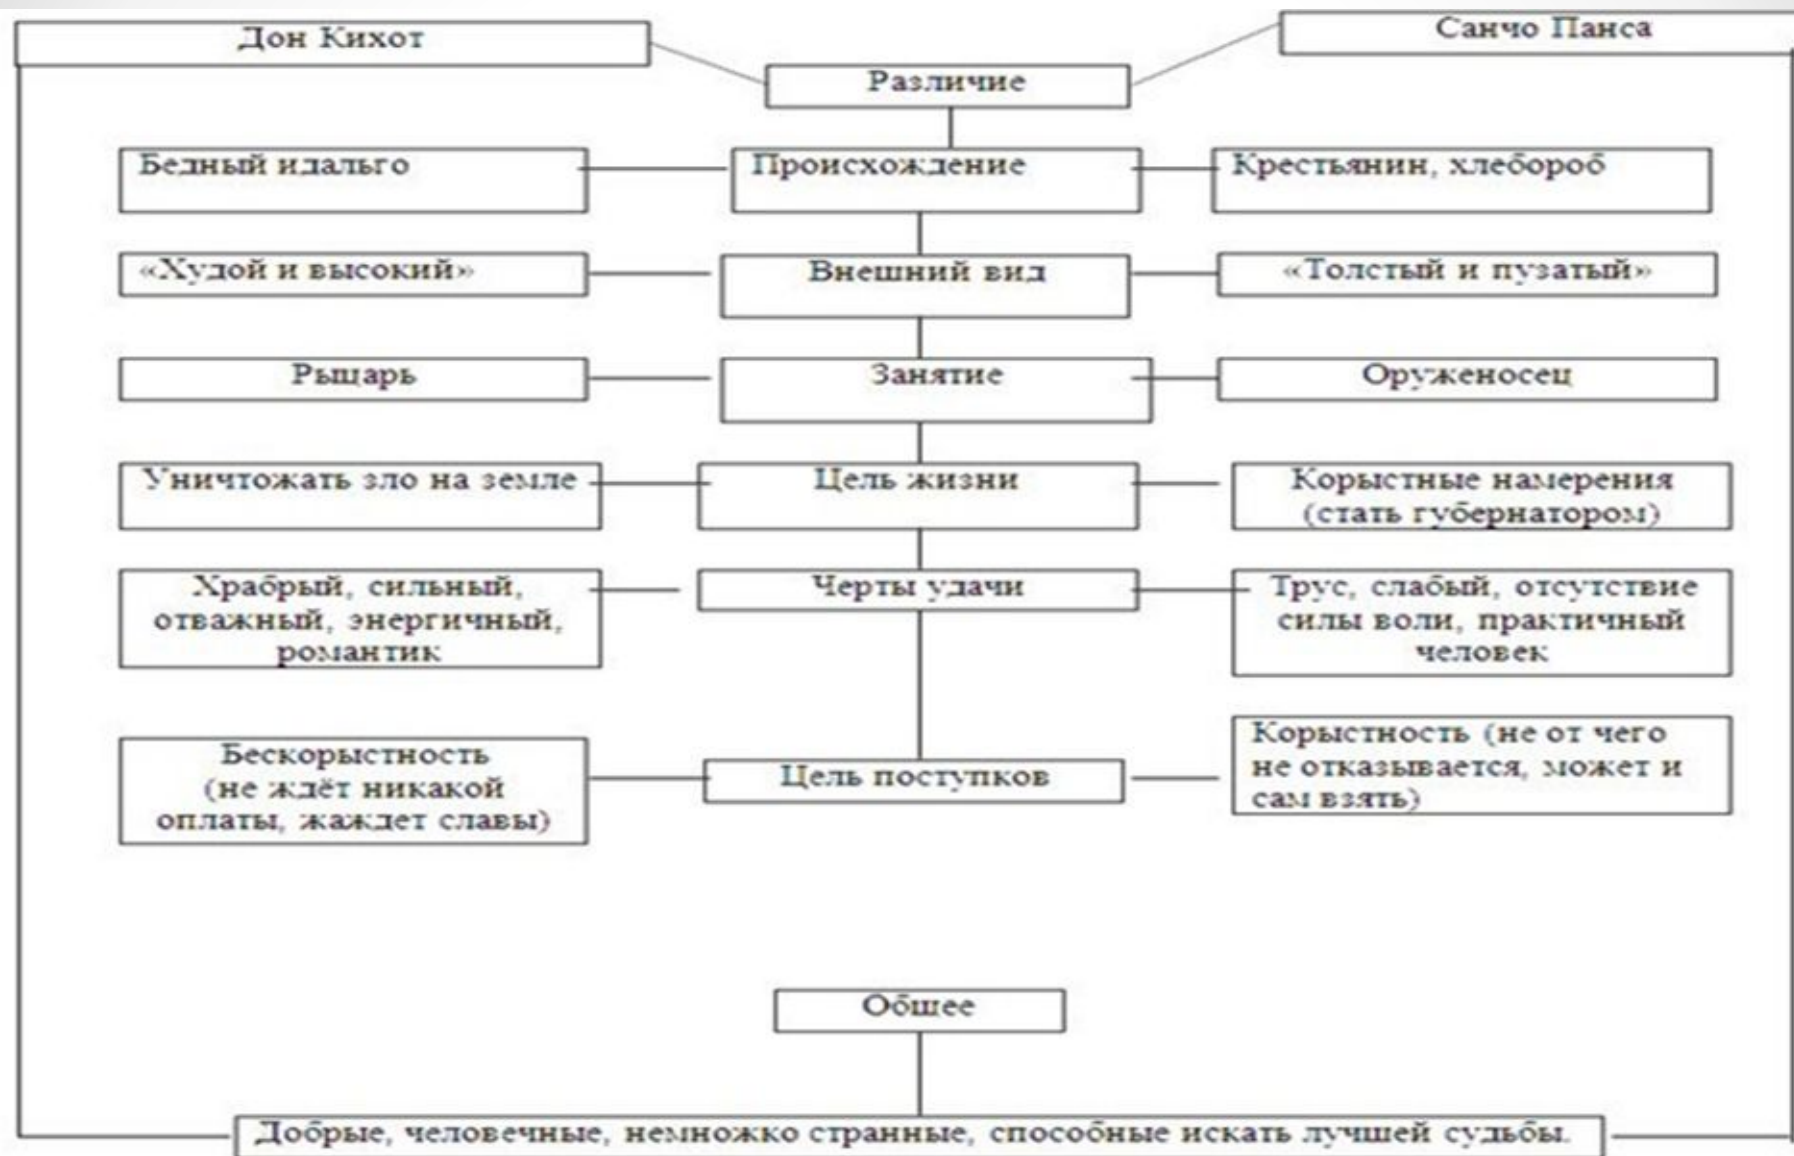 Дон Кихот
Санчо Панса
Различие
Бедный идальго
Происхождение
Крестьянин, хлебороб
«Худой и высокий»
Внешний вид
«Толстый и пузатый»
Рыцарь
Занятие
Оруженосец
Уничтожать зло на земле
Цель жизни
Корыстные намерения
(стать губернатором)
Храбрый, сильный,
отважный, энергичный,
романтик
Черты удачи
Трус, слабый, отсутствие
силы воли, практичный
человек
Бескорыстность
(не ждёт никакой
оплаты, жаждет славы)
Цель поступков
Корыстность (не от чего
не отказывается, может и
сам взять)
Общее
Добрые, человечные, немножко странные, способные искать лучшей судьбы.